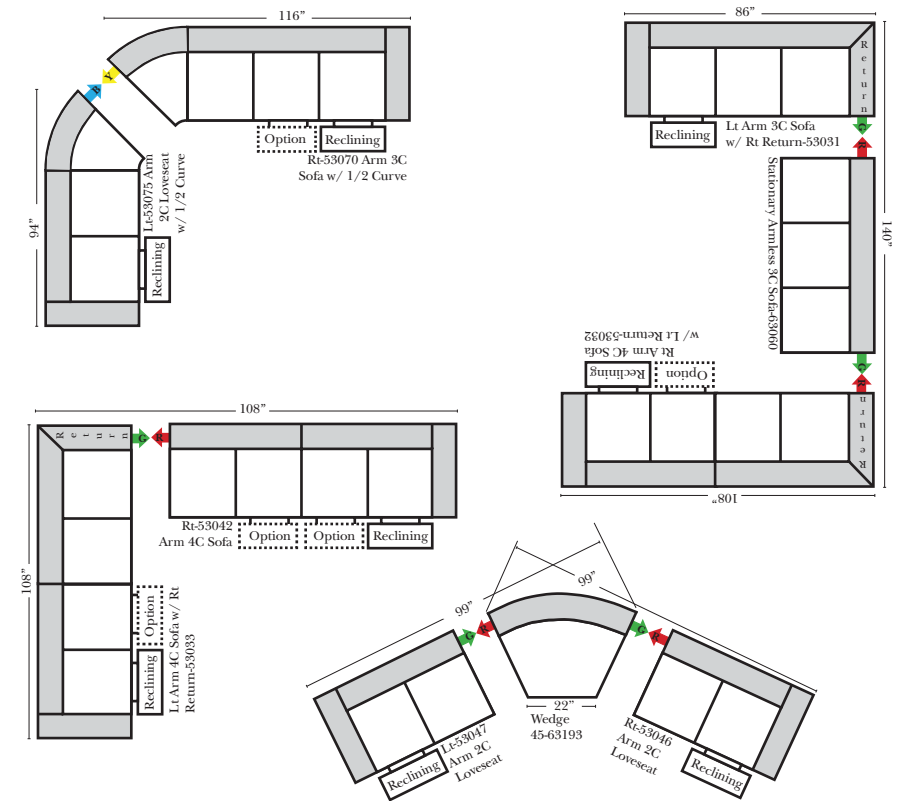 116”
B
Y
Option
Reclining
Rt-53070 Arm 3C
Sofa w/ 1/2 Curve
94”
Lt-53075 Arm
2C Loveseat
w/ 1/2 Curve
Reclining
86”
Return
Reclining
Lt Arm 3C Sofa
w/ Rt Return-53031
G
R
Stationary Armless 3C Sofa-63060
140”
G
R
Rt Arm 4C Sofa
w/ Lt Return-53032
Reclining
Option
Return
108”
108”
Return
G
R
Rt-53042
Arm 4C Sofa
Option
Option
Reclining
108”
Option
Reclining
Lt Arm 4C Sofa w/ Rt
Return-53033
99”
99”
G
R
G
R
22”
Wedge
45-63193
Lt-53047
Arm 2C
Loveseat
Reclining
Rt-53046
Arm 2C
Loveseat
Reclining